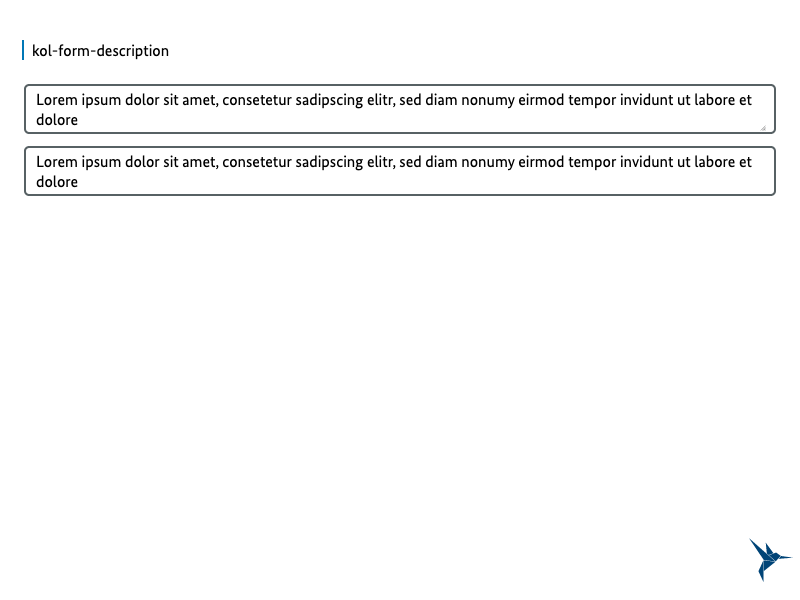 kol-form-description
Lorem ipsum dolor sit amet, consetetur sadipscing elitr, sed diam nonumy eirmod tempor invidunt ut labore et
dolore
Lorem ipsum dolor sit amet, consetetur sadipscing elitr, sed diam nonumy eirmod tempor invidunt ut labore et
dolore